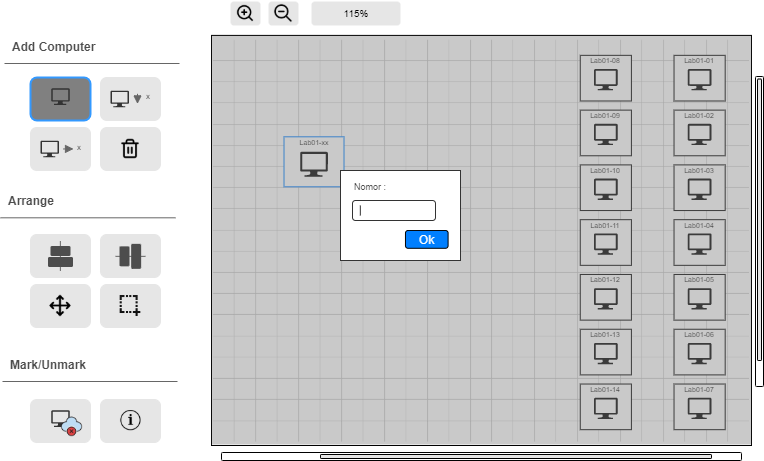 115%
Add Computer
x
x
Arrange
Mark/Unmark
i
Lab01-xx
Nomor :
Ok
Lab01-08
Lab01-01
Lab01-09
Lab01-02
Lab01-10
Lab01-03
Lab01-11
Lab01-04
Lab01-12
Lab01-05
Lab01-13
Lab01-06
Lab01-14
Lab01-07